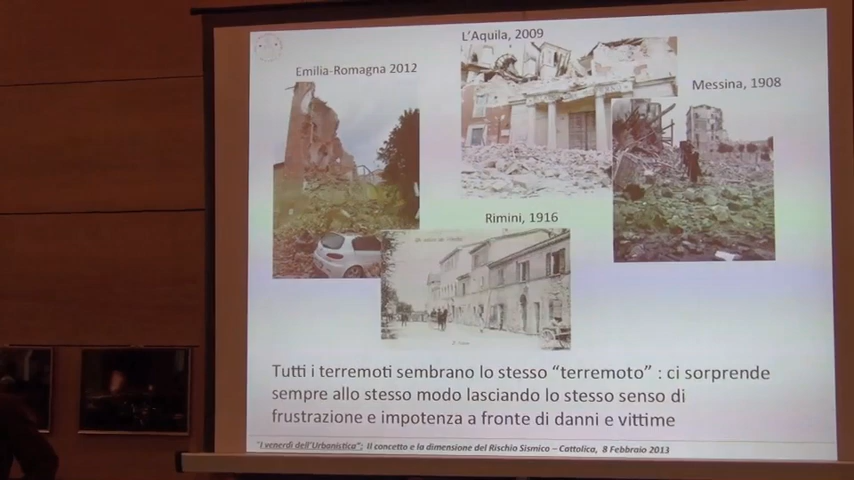 L'Aquila, 2009
Emilia-Romagna 2012
Messina, 1908
Rimini, 1916
Tutti i terremoti sembrano lo stesso “terremoto” : ci sorprende
sempre allo stesso modo lasciando lo stesso senso di
frustrazione e impotenza a fronte di danni e vittime
"I venerdì dell'Urbanistica"; Il concetto e la dimensione del Rischio Sismico – Cattolica, 8 Febbraio 2013